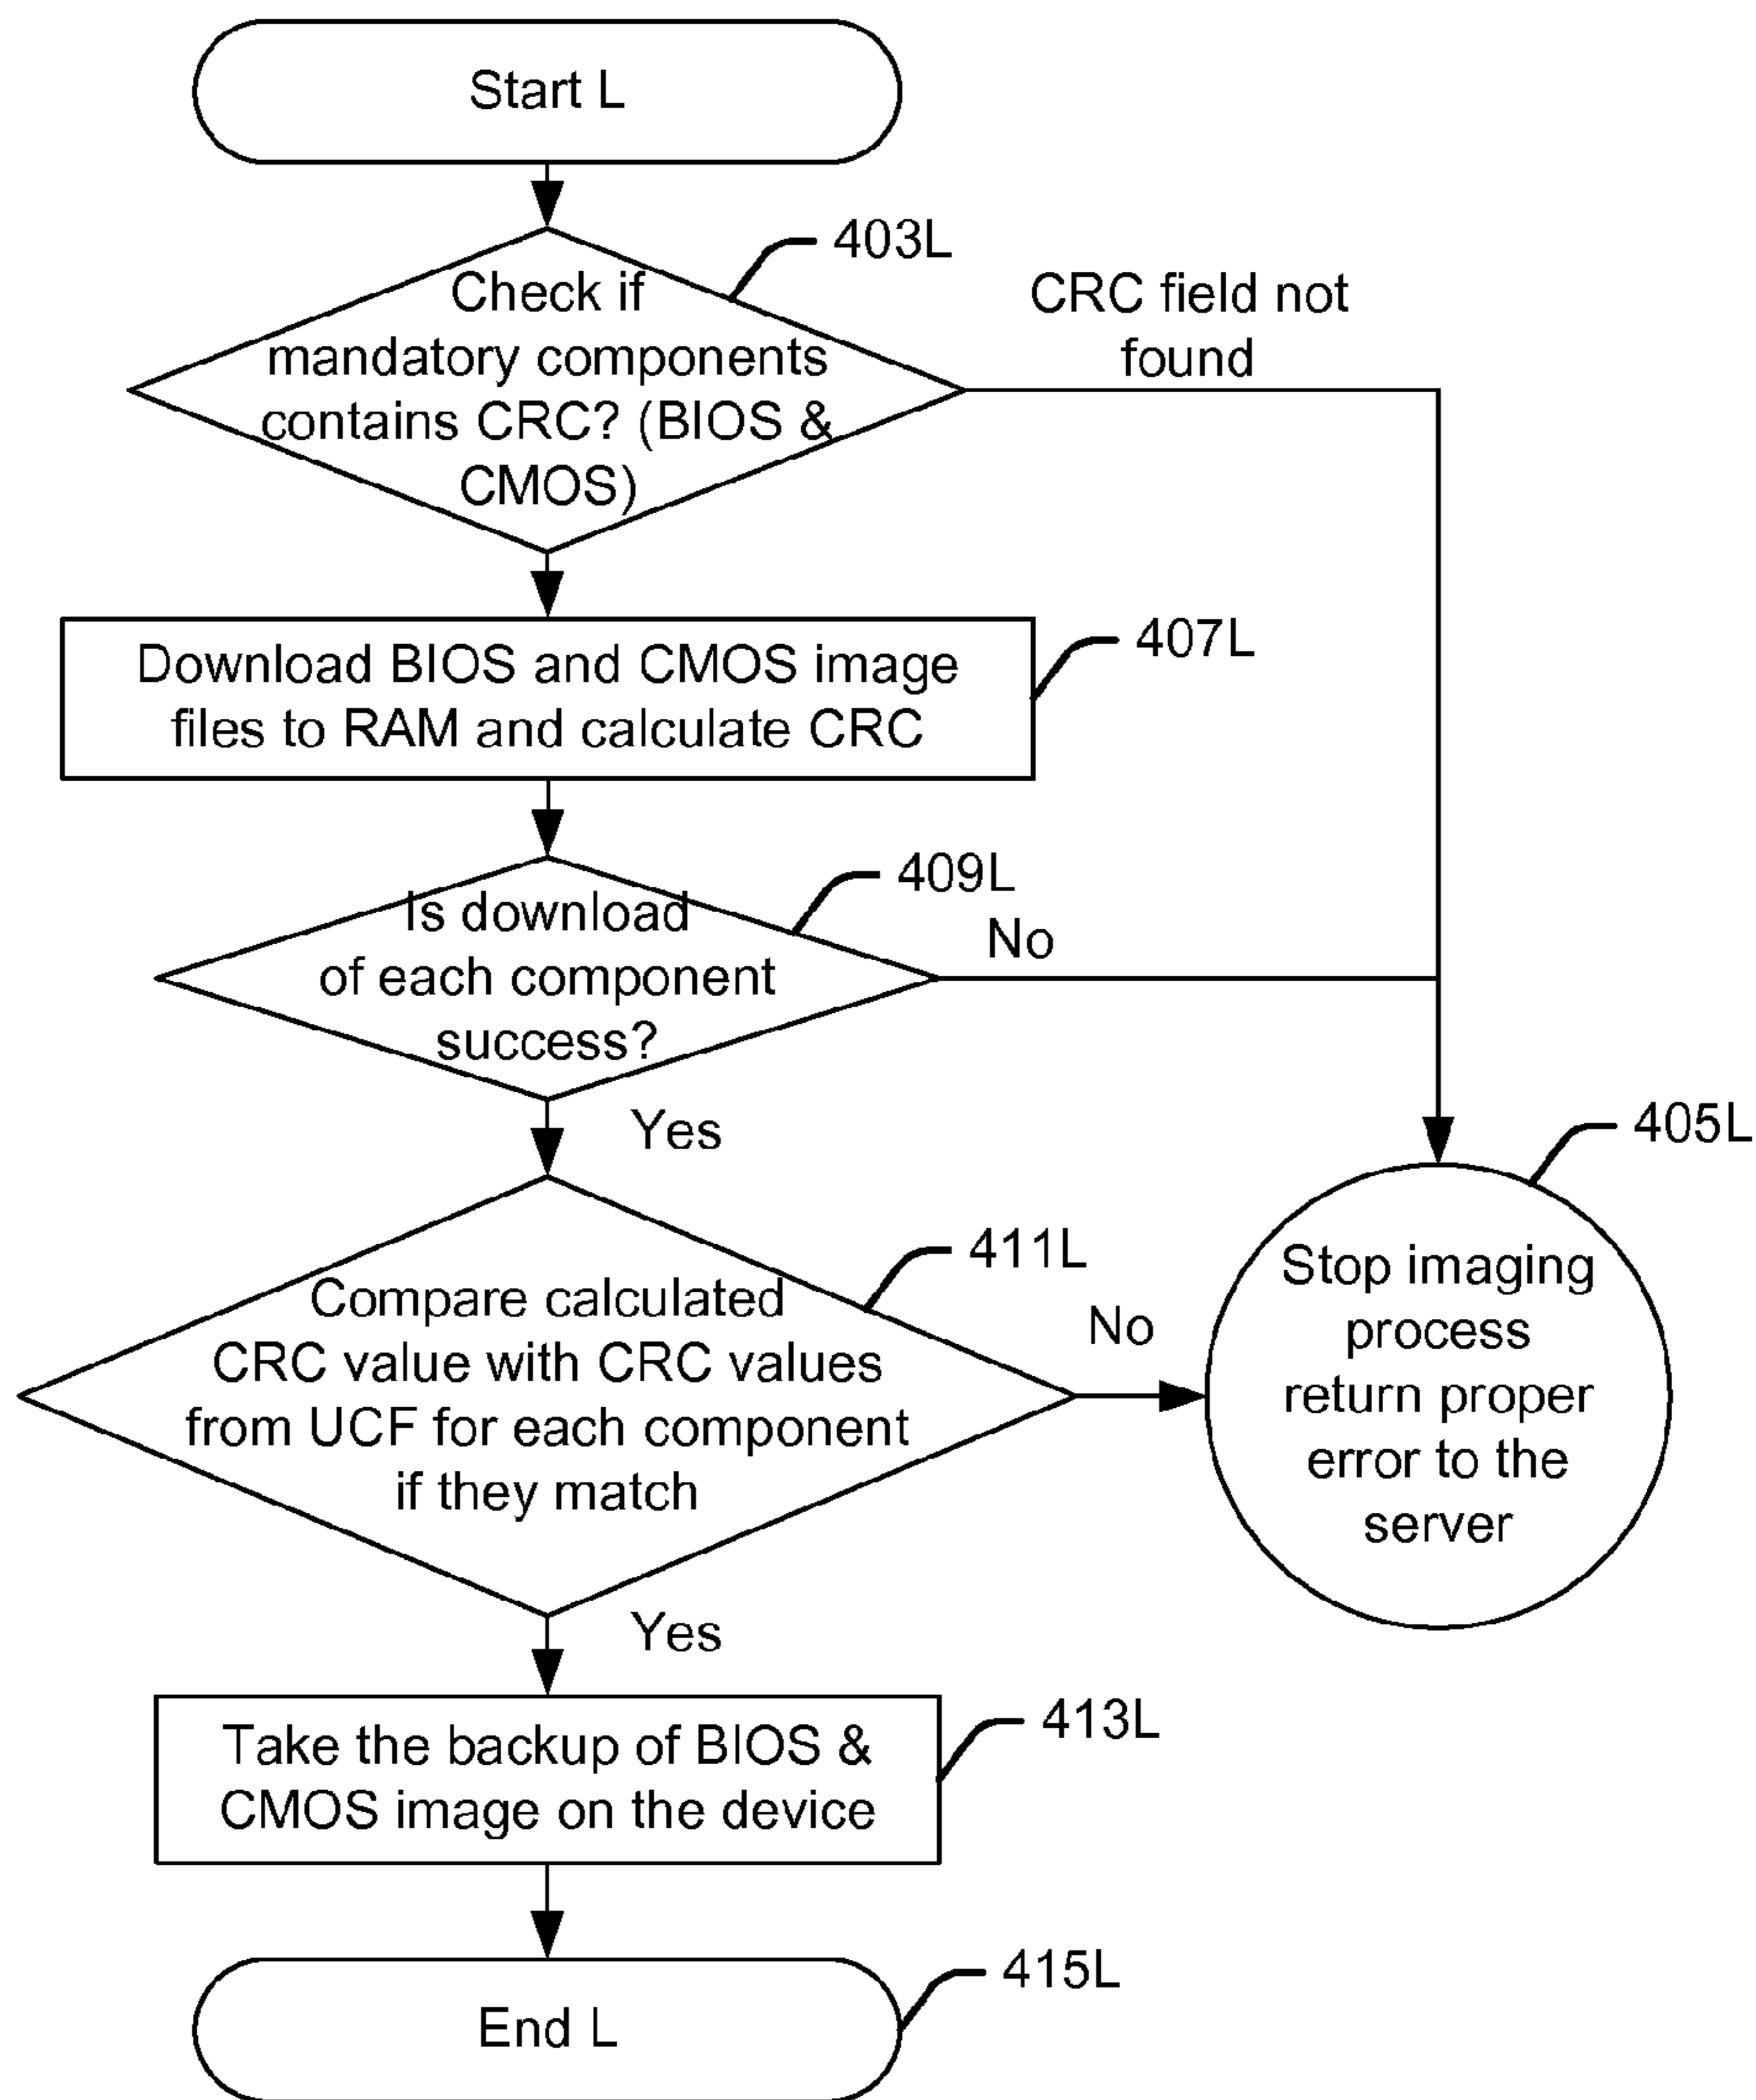 Start L
403L
Check if
mandatory components
contains CRC? (BIOS &
CMOS)
CRC field not
found
Download BIOS and CMOS image
files to RAM and calculate CRC
407L
Is download
of each component
success?
409L
No
Yes
405L
Compare calculated
CRC value with CRC values
from UCF for each component
if they match
411L
No
Stop imaging
process
return proper
error to the
server
Yes
Take the backup of BIOS &
CMOS image on the device
413L
End L
415L